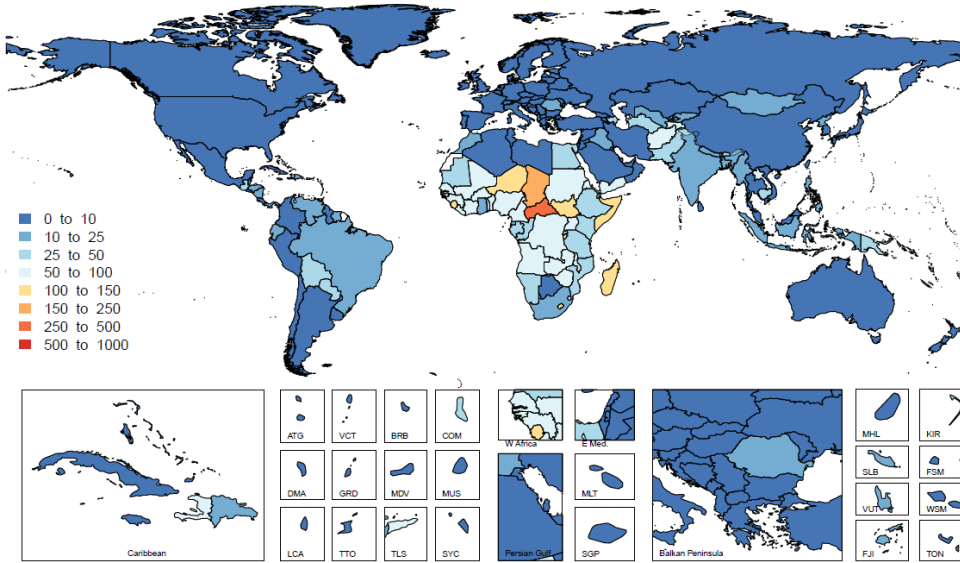 0 to 10
10 to 25
25 to 50
50 to 100
100 to 150
150 to 250
250 to 500
500 to 1000
Caribbean
ATG
VCT
BRB
COM
DMA
GRD
MDV
MUS
LCA
TTO
TLS
SYC
W Africa
E Med.
Persian Gulf
MLT
SGP
Balkan Peninsula
MHL
KIR
SLB
FSM
VUT
WSM
FJI
TON